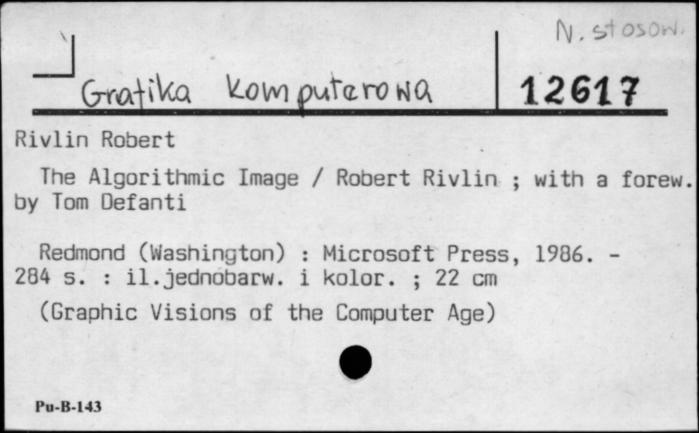 N. stosow.
Grafika komputerowa
12617
Rivlin Robert
The Algorithmic Image / Robert Rivlin ; with a forew.
by Tom Defanti
Redmond (Washington) : Microsoft Press, 1986. -
284 s. : il.jednobarw. i kolor. ; 22 cm
(Graphic Visions of the Computer Age)
Pu-B-143